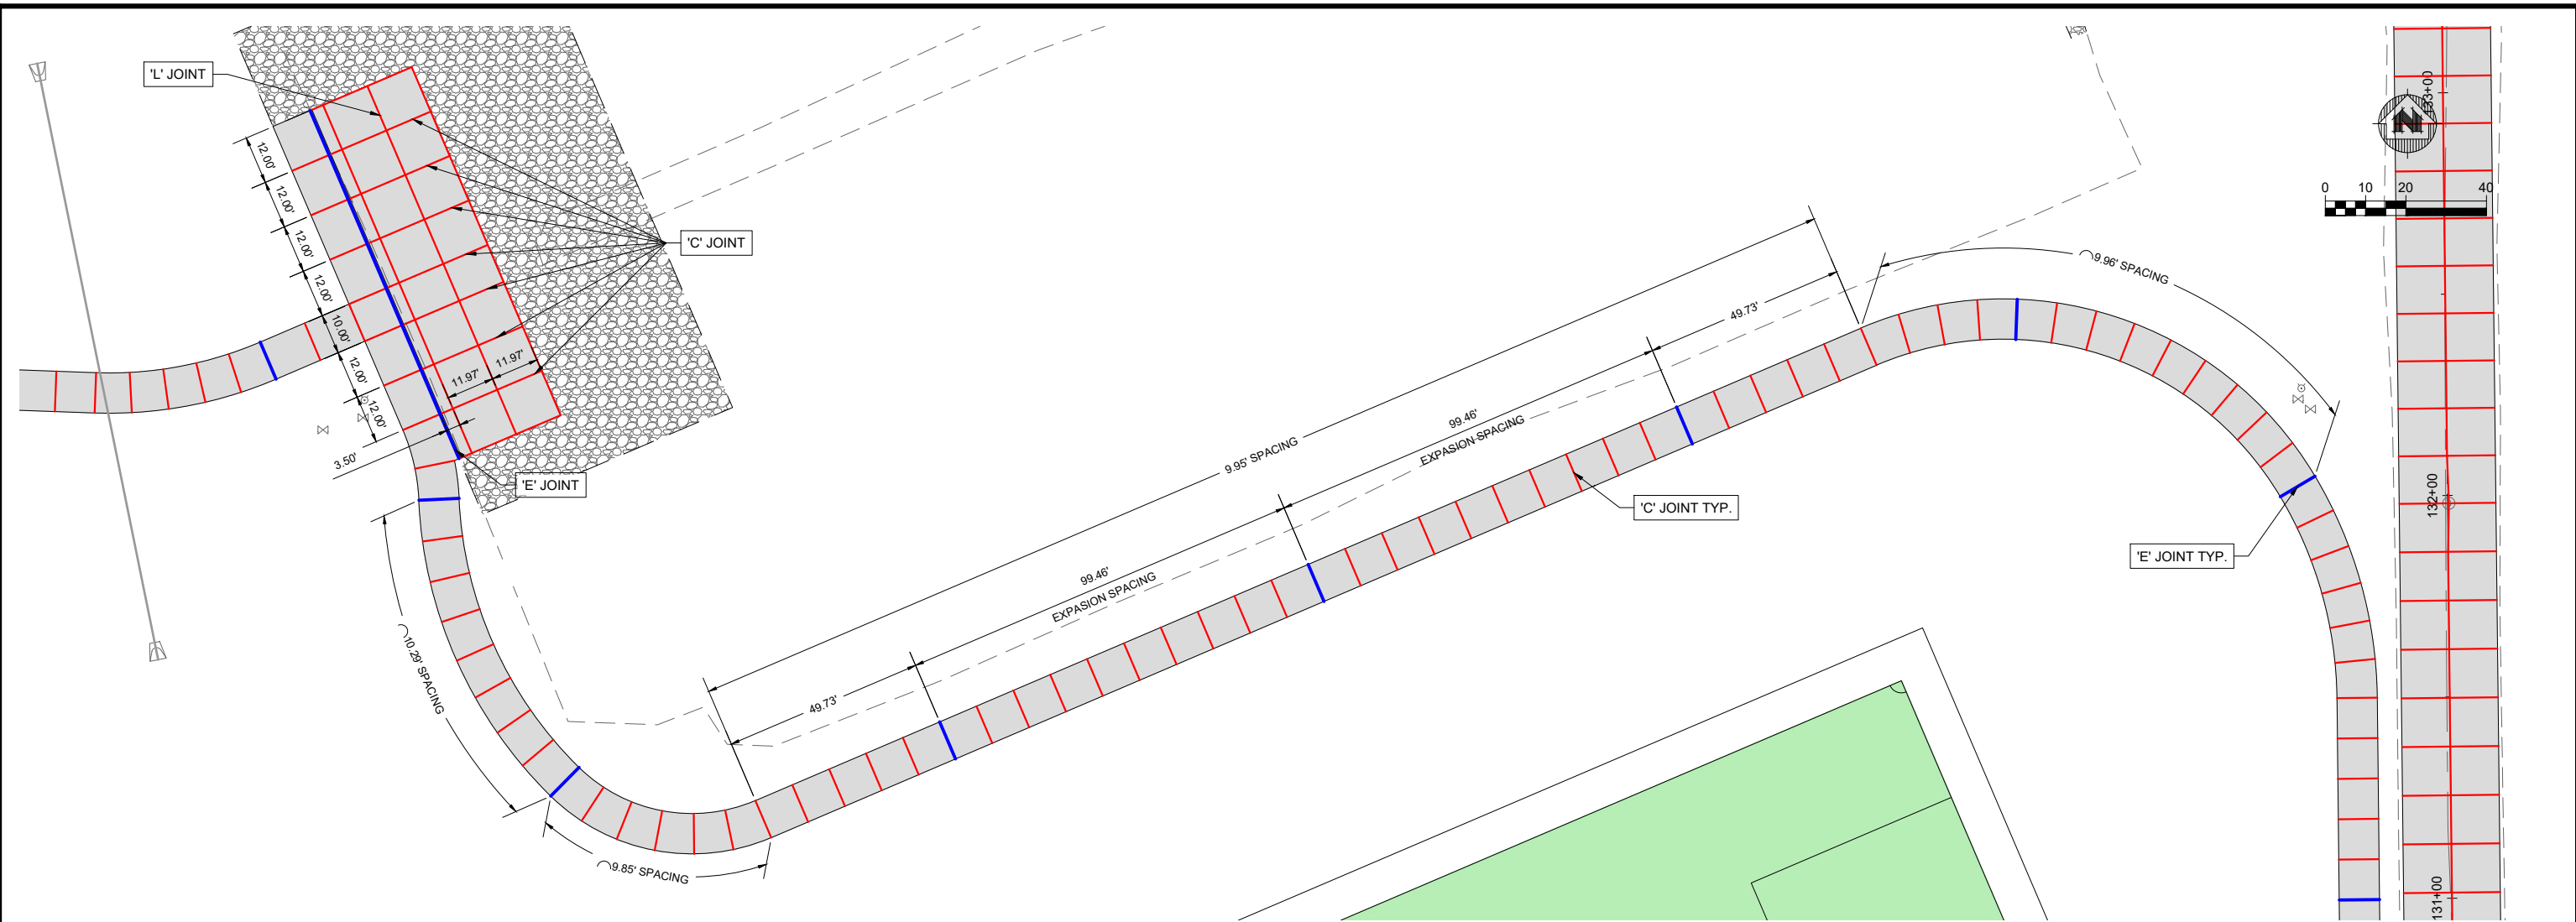 'L' JOINT
133+00
N
12.00'
12.00'
12.00'
12.00'
10.00'
12.00'
12.00'
0 10 20 40
'C' JOINT
9.96' SPACING
49.73'
11.97'
11.97'
3.50'
'E' JOINT
99.46'
EXPASION SPACING
9.95' SPACING
'C' JOINT TYP.
132+00
'E' JOINT TYP.
99.46'
EXPASION SPACING
10.29' SPACING
49.73'
9.85' SPACING
131+00